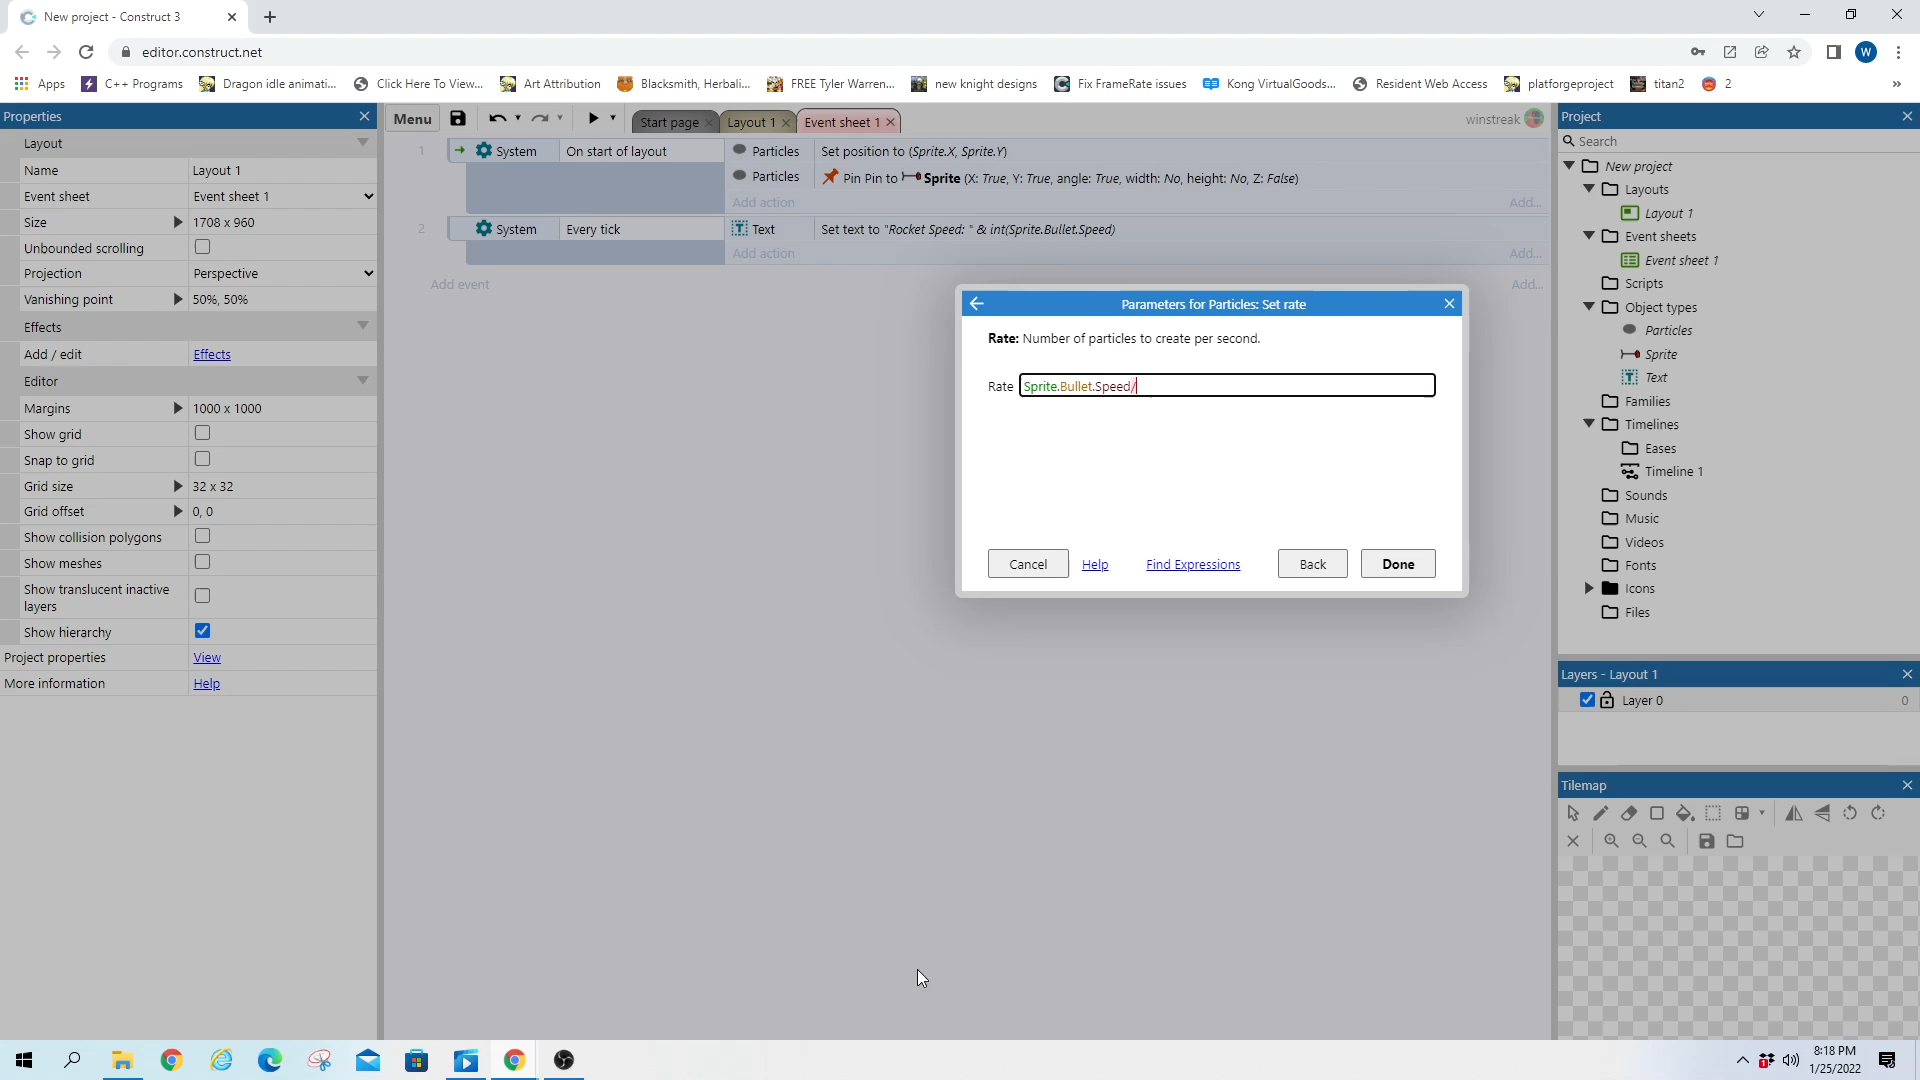 New project - Construct 3
editor.construct.net
W
Apps
C++ Programs
Dragon idle animati...
Click Here To View...
Art Attribution
Blacksmith, Herbali...
FREE Tyler Warren...
new knight designs
Fix FrameRate issues
Kong VirtualGoods...
Resident Web Access
platforgeproject
titan2
2
»
Properties
Layout
Name Layout 1
Event sheet Event sheet 1
Size 1708 x 960
Unbounded scrolling
Projection Perspective
Vanishing point 50%, 50%
Effects
Add / edit Effects
Editor
Margins 1000 x 1000
Show grid
Snap to grid
Grid size 32 x 32
Grid offset 0, 0
Show collision polygons
Show meshes
Show translucent inactive
layers
Show hierarchy
Project properties View
More information Help
Menu
Start page
Layout 1
Event sheet 1
winstreak
1 System On start of layout Particles Set position to (Sprite.X, Sprite.Y)
Particles Pin Pin to Sprite (X: True, Y: True, angle: True, width: No, height: No, Z: False)
Add action Add...
2 System Every tick Text Set text to "Rocket Speed: " & int(Sprite.Bullet.Speed)
Add action Add...
Add event Add...
Parameters for Particles: Set rate
Rate: Number of particles to create per second.
Rate Sprite.Bullet.Speed/
Cancel Help Find Expressions Back Done
Project
Search
New project
Layouts
Layout 1
Event sheets
Event sheet 1
Scripts
Object types
Particles
Sprite
Text
Families
Timelines
Eases
Timeline 1
Sounds
Music
Videos
Fonts
Icons
Files
Layers - Layout 1
Layer 0 0
Tilemap
8:18 PM
1/25/2022